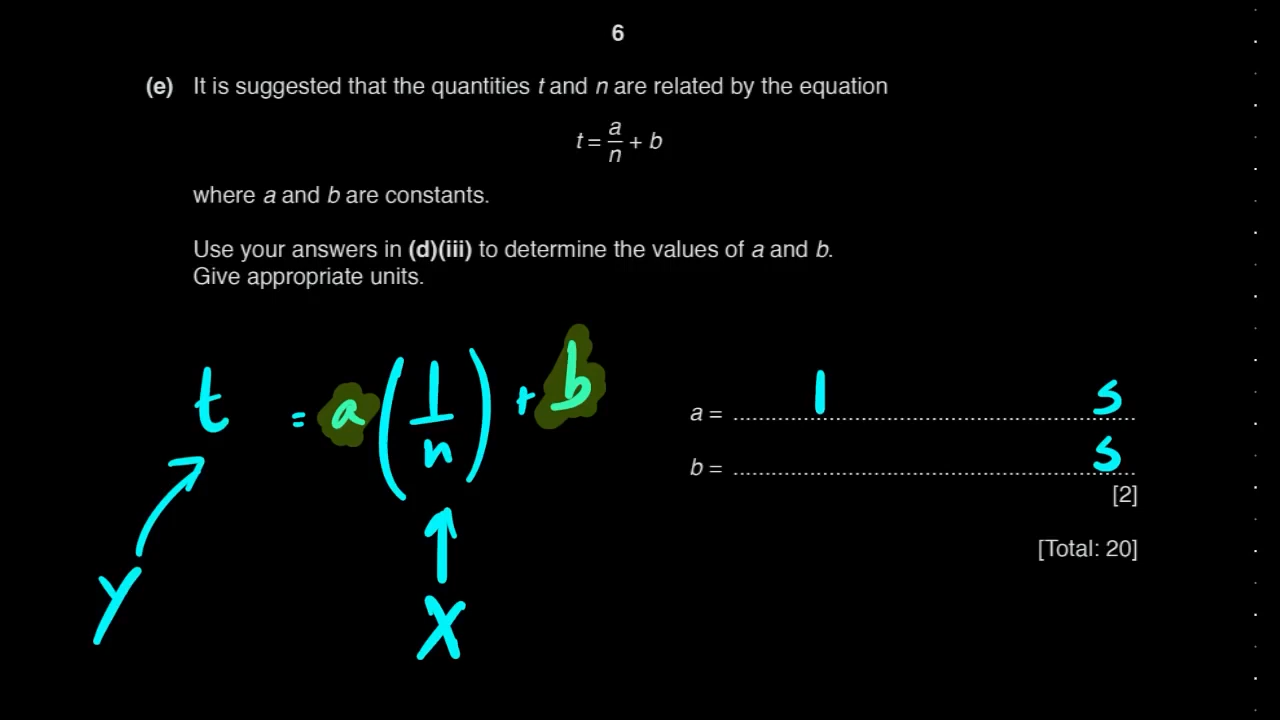 6
(e) It is suggested that the quantities t and n are related by the equation
t = a/n + b
where a and b are constants.
Use your answers in (d)(iii) to determine the values of a and b.
Give appropriate units.
t = a(1/n) + b
a = ........ 1 ........ s
b = ................ s
[2]
[Total: 20]
y
x